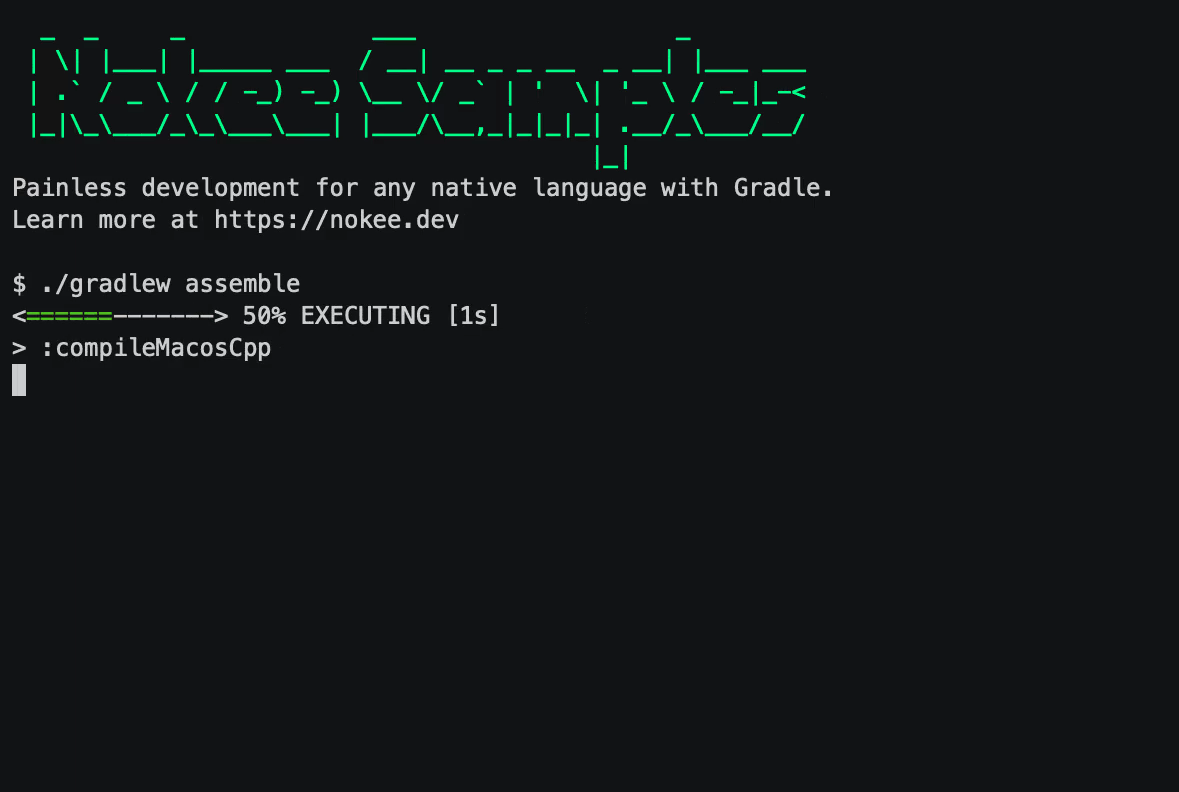 Nokee Samples
Painless development for any native language with Gradle.
Learn more at https://nokee.dev
$ ./gradlew assemble
<======-------> 50% EXECUTING [1s]
> :compileMacosCpp